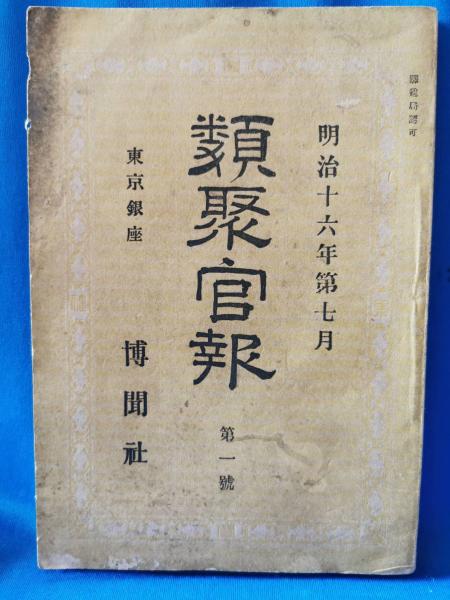 驛逓局認可
明治十六年第七月
類聚官報
第一號
東京銀座
博聞社